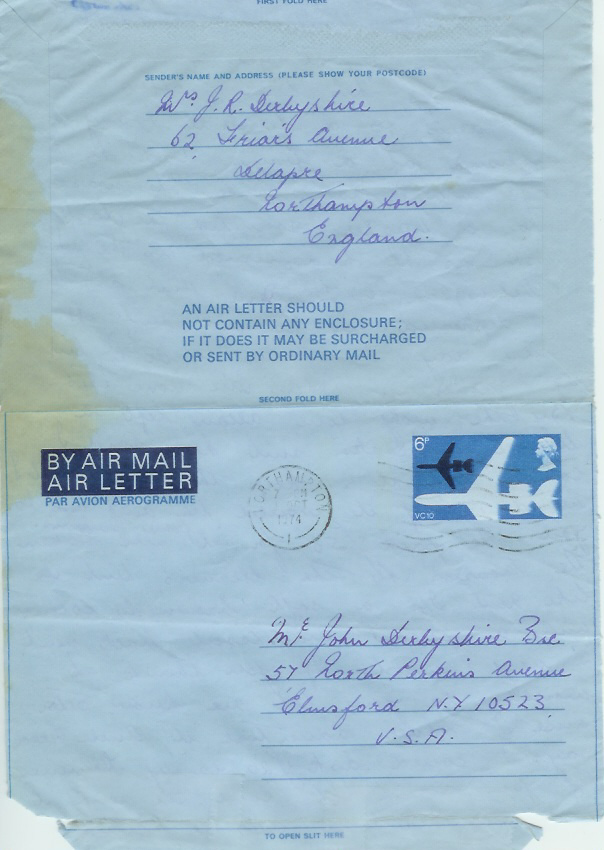 FIRST FOLD HERE
SENDER'S NAME AND ADDRESS (PLEASE SHOW YOUR POSTCODE)
Mrs J. R. Derbyshire
62 Friar's Avenue
Delapre
Northampton
England.
AN AIR LETTER SHOULD
NOT CONTAIN ANY ENCLOSURE;
IF IT DOES IT MAY BE SURCHARGED
OR SENT BY ORDINARY MAIL
SECOND FOLD HERE
BY AIR MAIL
AIR LETTER
PAR AVION AEROGRAMME
NORTHAMPTON
1974
1
6P
VC10
Mr John Derbyshire Bsc
57 North Perkins Avenue
Elmsford N.Y 10523
U.S.A.
TO OPEN SLIT HERE